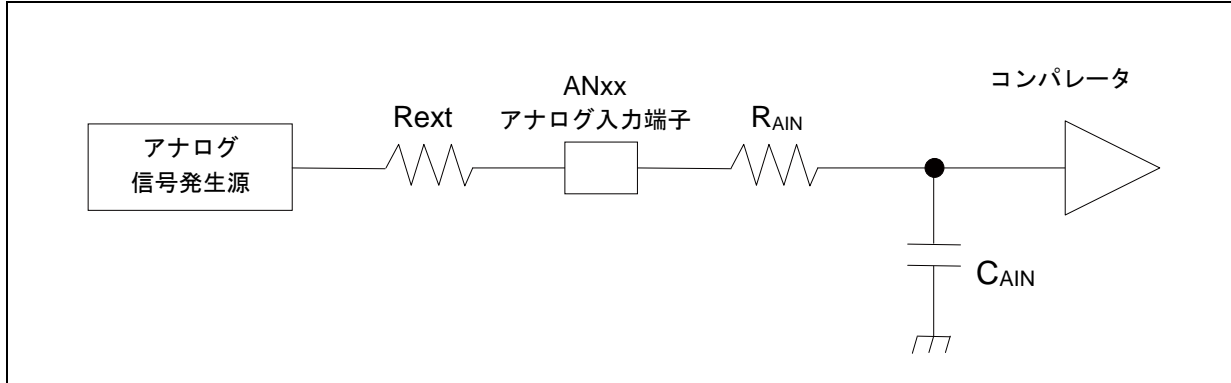 アナログ
信号発生源
Rext
ANxx
アナログ入力端子
RAIN
コンパレータ
CAIN